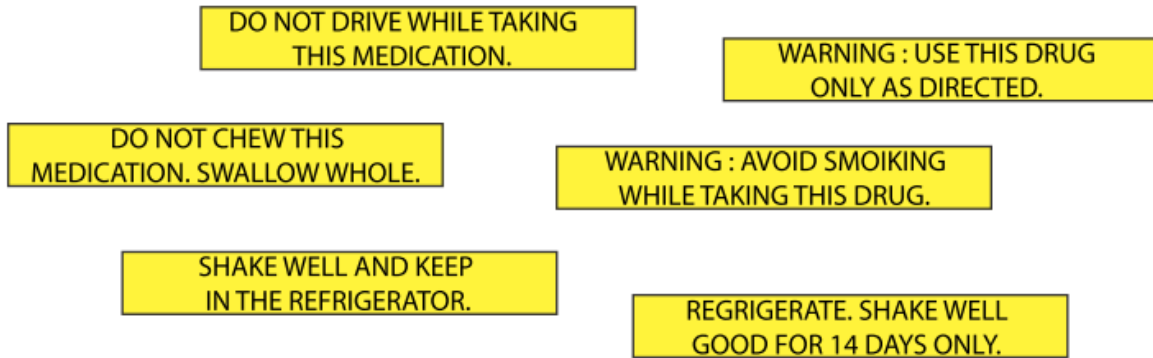 DO NOT DRIVE WHILE TAKING
THIS MEDICATION.
WARNING : USE THIS DRUG
ONLY AS DIRECTED.
DO NOT CHEW THIS
MEDICATION. SWALLOW WHOLE.
WARNING : AVOID SMOIKING
WHILE TAKING THIS DRUG.
SHAKE WELL AND KEEP
IN THE REFRIGERATOR.
REGRIGERATE. SHAKE WELL
GOOD FOR 14 DAYS ONLY.